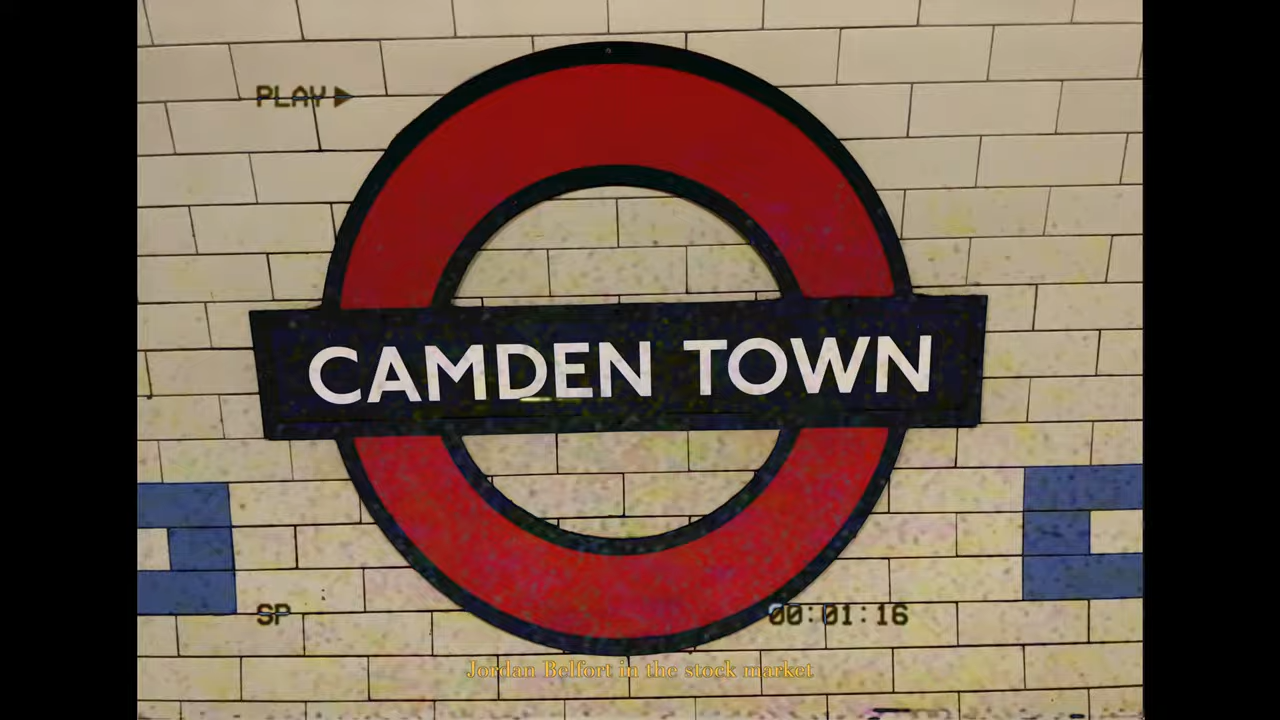 PLAY
CAMDEN TOWN
SP
00:01:16
Jordan Belfort in the stock market